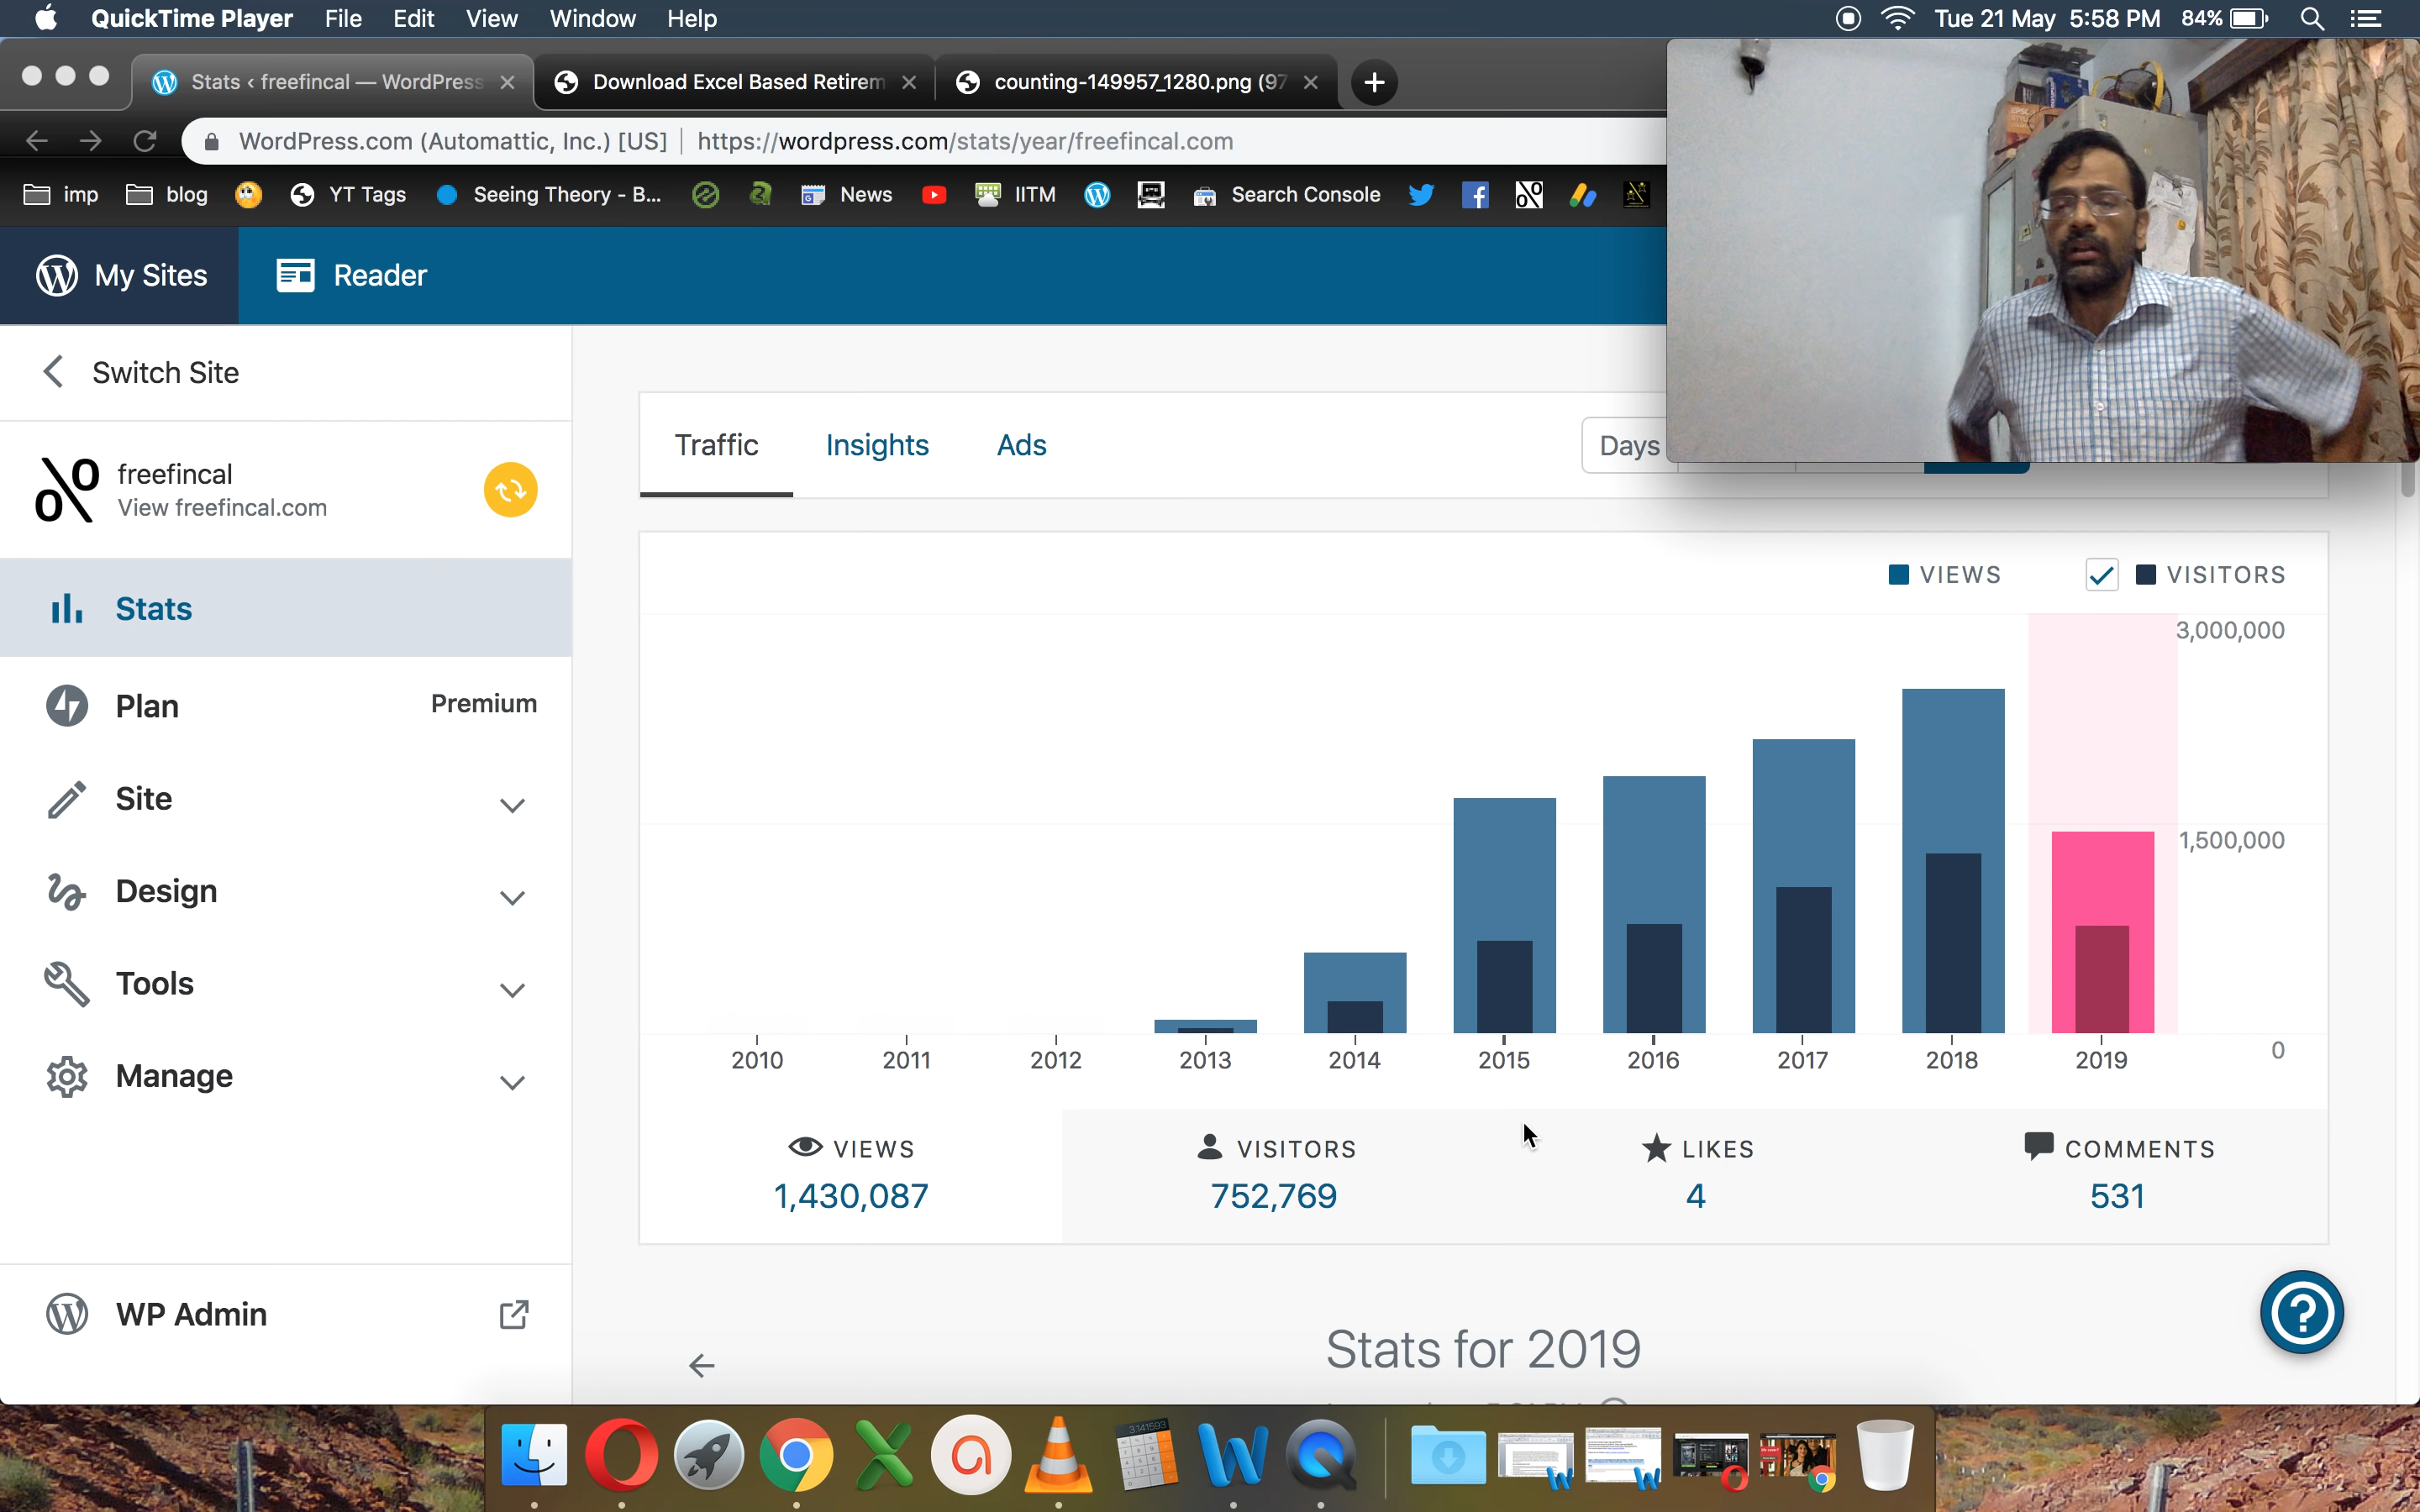 QuickTime Player File Edit View Window Help Tue 21 May 5:58 PM 84%
Stats ‹ freefincal — WordPress Download Excel Based Retirem counting-149957_1280.png (97
WordPress.com (Automattic, Inc.) [US] https://wordpress.com/stats/year/freefincal.com
imp blog YT Tags Seeing Theory - B... News IITM Search Console
My Sites Reader
Switch Site
Traffic Insights Ads Days
freefincal
View freefincal.com
VIEWS VISITORS
Stats
3,000,000
Plan Premium
Site
1,500,000
Design
Tools
2010 2011 2012 2013 2014 2015 2016 2017 2018 2019 0
Manage
VIEWS VISITORS LIKES COMMENTS
1,430,087 752,769 4 531
WP Admin
Stats for 2019
3.141593